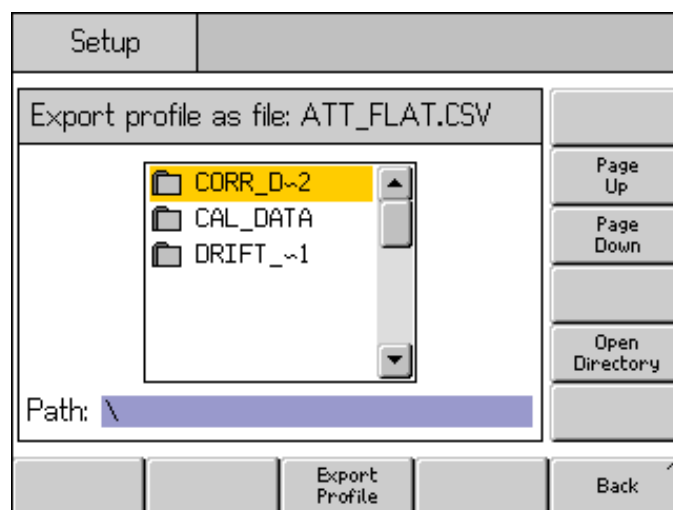 Setup
Export profile as file: ATT_FLAT.CSV
CORR_D~2
CAL_DATA
DRIFT_~1
Path: \
Page
Up
Page
Down
Open
Directory
Export
Profile
Back